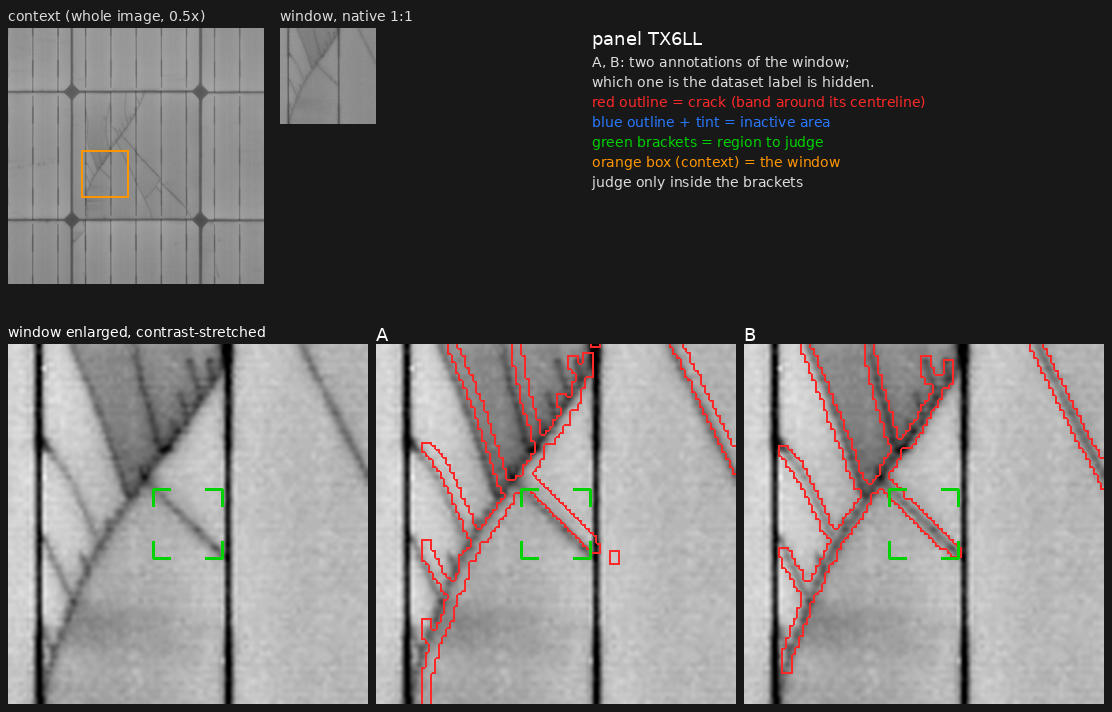 context (whole image, 0.5x)
window, native 1:1
panel TX6LL
A, B: two annotations of the window;
which one is the dataset label is hidden.
red outline = crack (band around its centreline)
blue outline + tint = inactive area
green brackets = region to judge
orange box (context) = the window
judge only inside the brackets
window enlarged, contrast-stretched
A
B